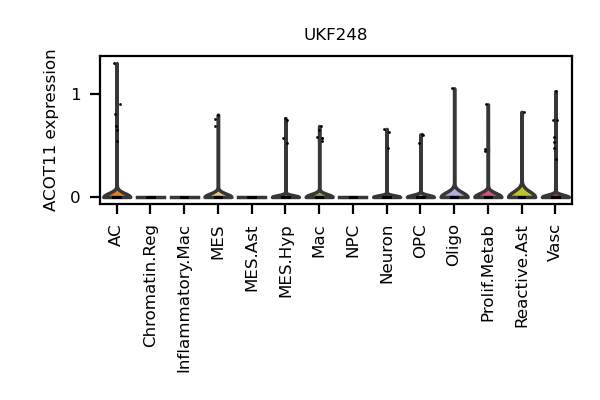 UKF248
ACOT11 expression
1
0
AC
Chromatin.Reg
Inflammatory.Mac
MES
MES.Ast
MES.Hyp
Mac
NPC
Neuron
OPC
Oligo
Prolif.Metab
Reactive.Ast
Vasc